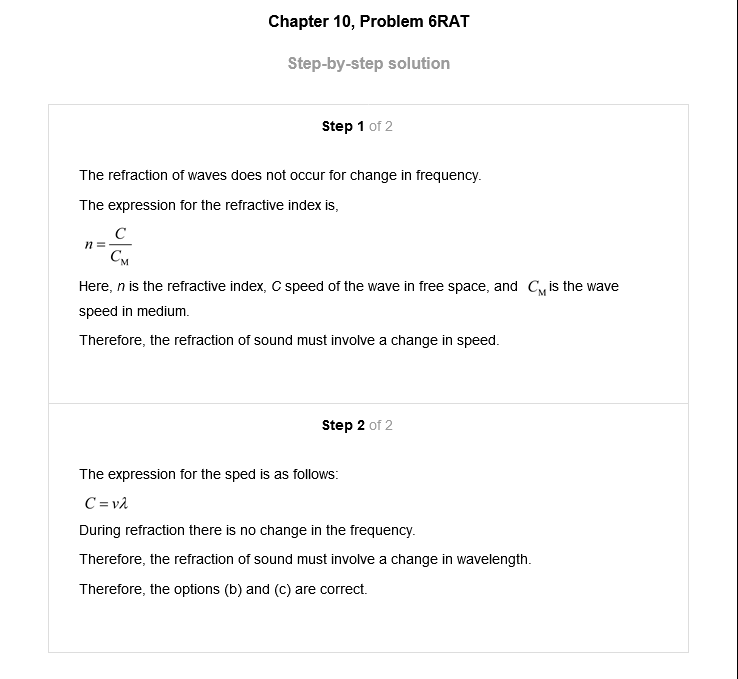 Chapter 10, Problem 6RAT
Step-by-step solution
Step 1 of 2
The refraction of waves does not occur for change in frequency.
The expression for the refractive index is,
n = C / C_M
Here, n is the refractive index, C speed of the wave in free space, and C_M is the wave
speed in medium.
Therefore, the refraction of sound must involve a change in speed.
Step 2 of 2
The expression for the sped is as follows:
C = νλ
During refraction there is no change in the frequency.
Therefore, the refraction of sound must involve a change in wavelength.
Therefore, the options (b) and (c) are correct.